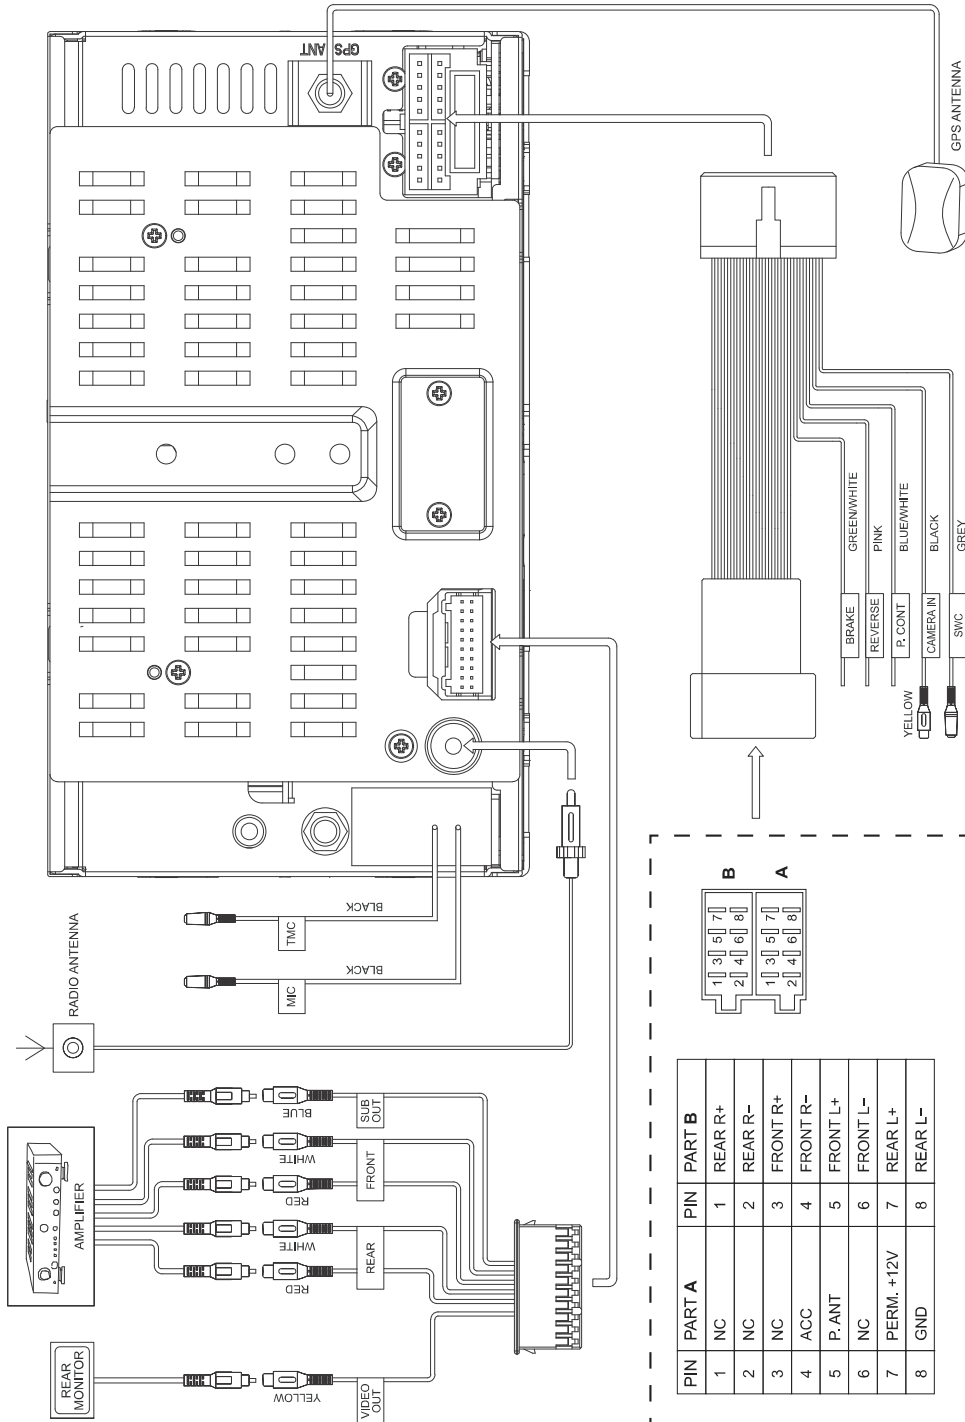 GPS ANT
GPS ANTENNA
BRAKE
GREEN/WHITE
REVERSE
PINK
P. CONT
BLUE/WHITE
CAMERA IN
BLACK
YELLOW
SWC
GREY
RADIO ANTENNA
TMC
BLACK
MIC
BLACK
AMPLIFIER
BLUE
SUB
OUT
WHITE
FRONT
RED
WHITE
REAR
RED
REAR
MONITOR
YELLOW
VIDEO
OUT
1 3 5 7
2 4 6 8
B
1 3 5 7
2 4 6 8
A
PIN PART A PIN PART B
1 NC 1 REAR R+
2 NC 2 REAR R−
3 NC 3 FRONT R+
4 ACC 4 FRONT R−
5 P. ANT 5 FRONT L+
6 NC 6 FRONT L−
7 PERM. +12V 7 REAR L+
8 GND 8 REAR L−